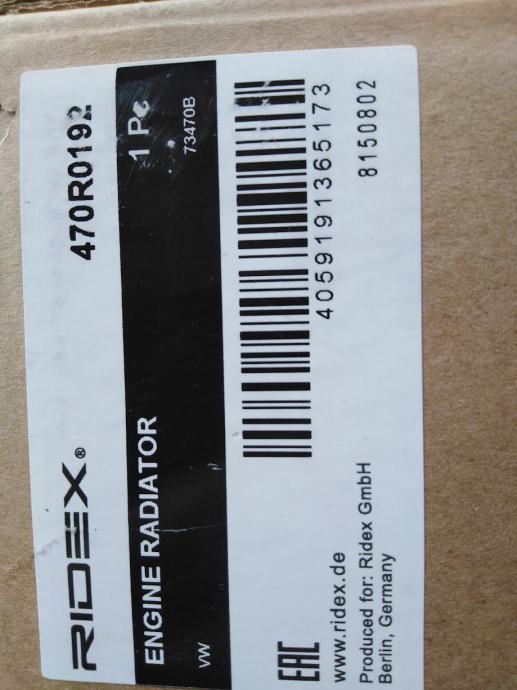 RIDEX® 470R0192
ENGINE RADIATOR 1 Pc
VW 73470B
4059191365173
EAC
www.ridex.de 8150802
Produced for: Ridex GmbH
Berlin, Germany